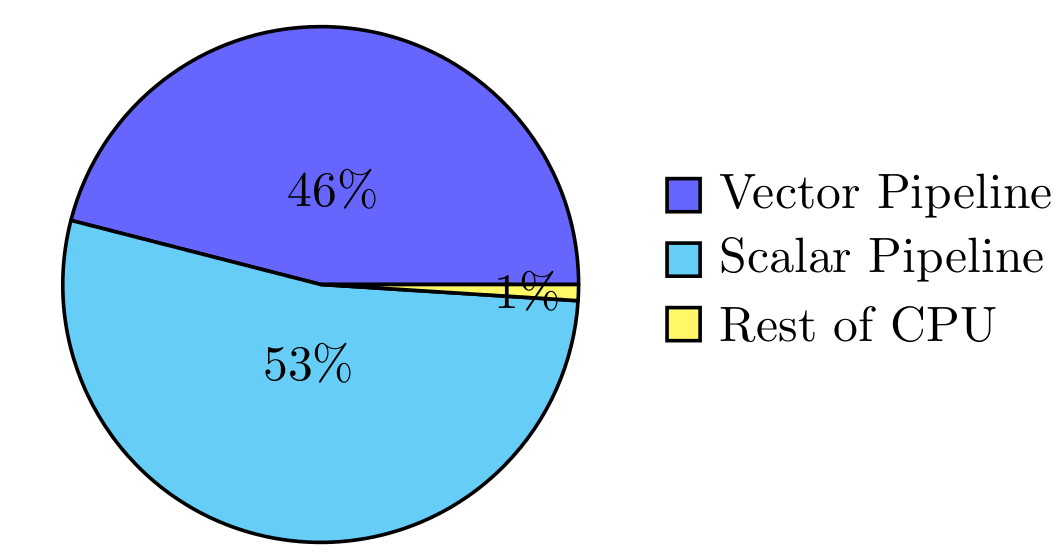 46%
1%
53%
Vector Pipeline
Scalar Pipeline
Rest of CPU